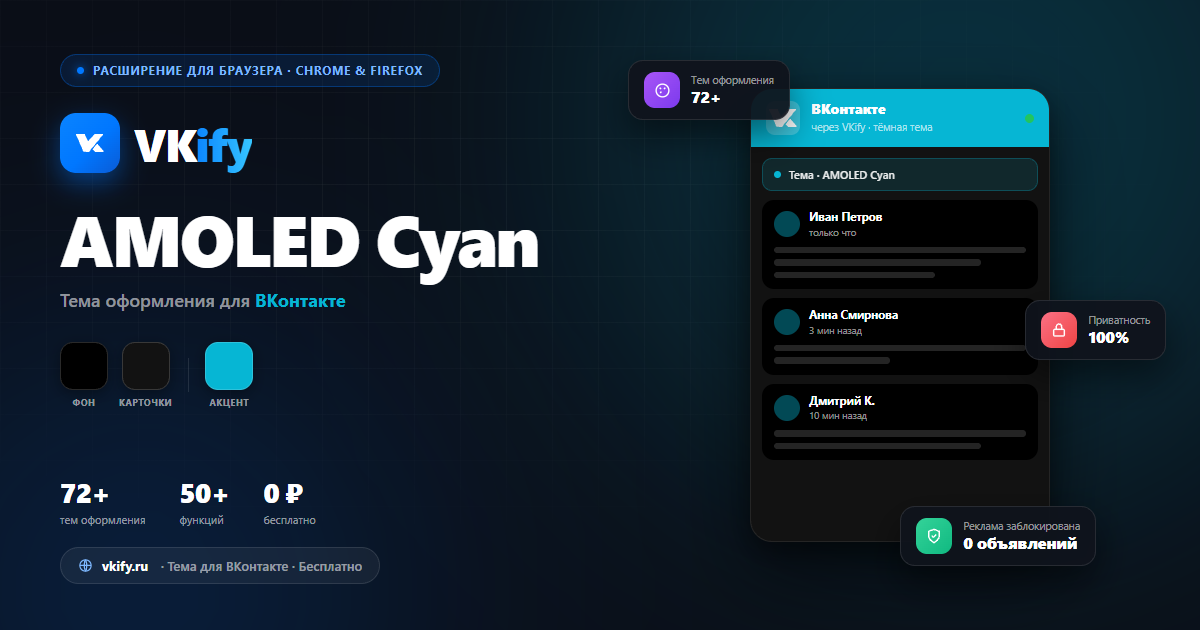 РАСШИРЕНИЕ ДЛЯ БРАУЗЕРА · CHROME & FIREFOX
VKify
AMOLED Cyan
Тема оформления для ВКонтакте
ФОН
КАРТОЧКИ
АКЦЕНТ
72+
тем оформления
50+
функций
0 ₽
бесплатно
vkify.ru · Тема для ВКонтакте · Бесплатно
Тем оформления
72+
ВКонтакте
через VKify · тёмная тема
Тема · AMOLED Cyan
Иван Петров
только что
Анна Смирнова
3 мин назад
Дмитрий К.
10 мин назад
Приватность
100%
Реклама заблокирована
0 объявлений